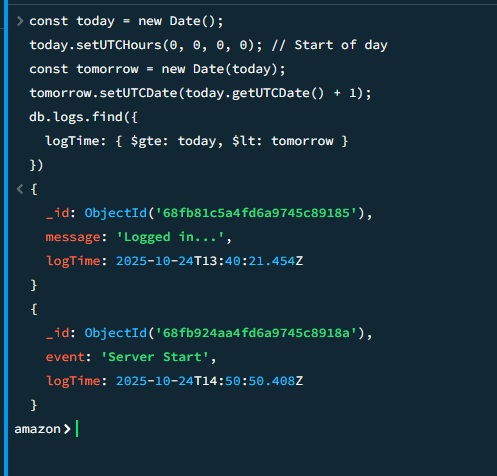 > const today = new Date();
today.setUTCHours(0, 0, 0, 0); // Start of day
const tomorrow = new Date(today);
tomorrow.setUTCDate(today.getUTCDate() + 1);
db.logs.find({
  logTime: { $gte: today, $lt: tomorrow }
})
< {
  _id: ObjectId('68fb81c5a4fd6a9745c89185'),
  message: 'Logged in...',
  logTime: 2025-10-24T13:40:21.454Z
}
{
  _id: ObjectId('68fb924aa4fd6a9745c8918a'),
  event: 'Server Start',
  logTime: 2025-10-24T14:50:50.408Z
}
amazon>